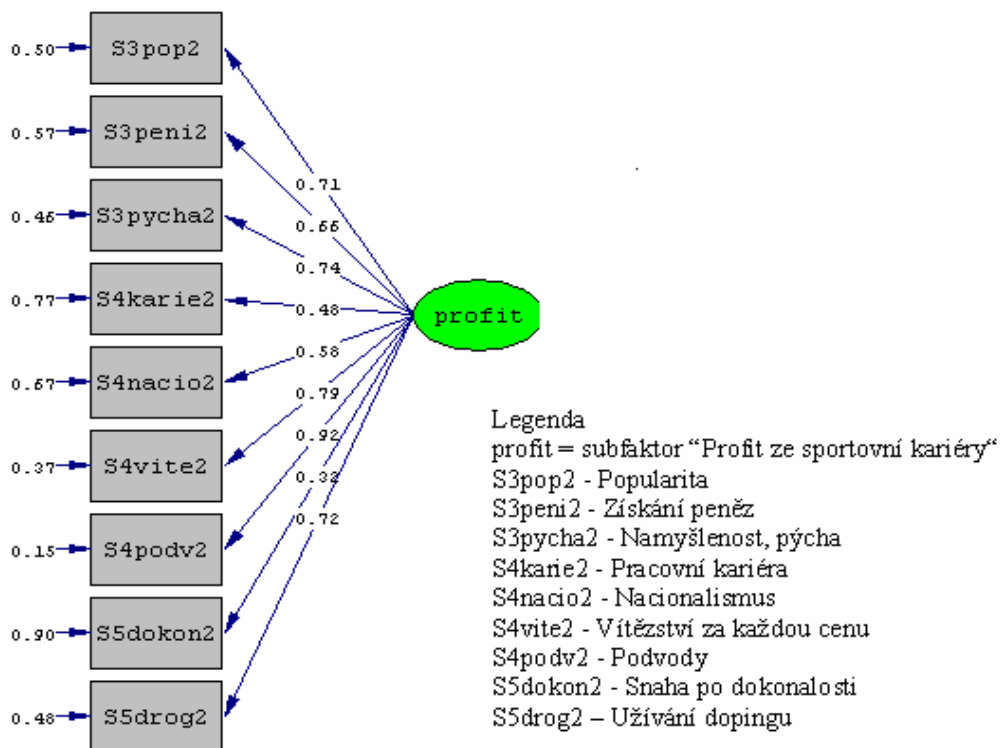 0.50 S3pop2
0.57 S3peni2
0.46 S3pycha2
0.77 S4karie2
0.67 S4nacio2
0.37 S4vite2
0.15 S4podv2
0.90 S5dokon2
0.48 S5drog2
0.71
0.66
0.74
0.48
0.58
0.79
0.92
0.32
0.72
profit
Legenda
profit = subfaktor “Profit ze sportovní kariéry“
S3pop2 - Popularita
S3peni2 - Získání peněz
S3pycha2 - Namyšlenost, pýcha
S4karie2 - Pracovní kariéra
S4nacio2 - Nacionalismus
S4vite2 - Vítězství za každou cenu
S4podv2 - Podvody
S5dokon2 - Snaha po dokonalosti
S5drog2 – Užívání dopingu